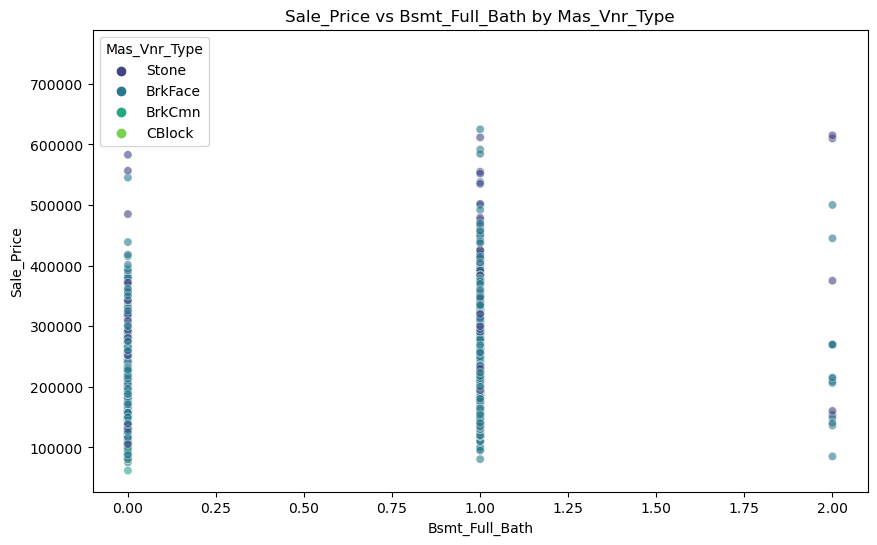 Sale_Price vs Bsmt_Full_Bath by Mas_Vnr_Type
Mas_Vnr_Type
Stone
BrkFace
BrkCmn
CBlock
700000
600000
500000
400000
300000
200000
100000
Sale_Price
0.00 0.25 0.50 0.75 1.00 1.25 1.50 1.75 2.00
Bsmt_Full_Bath